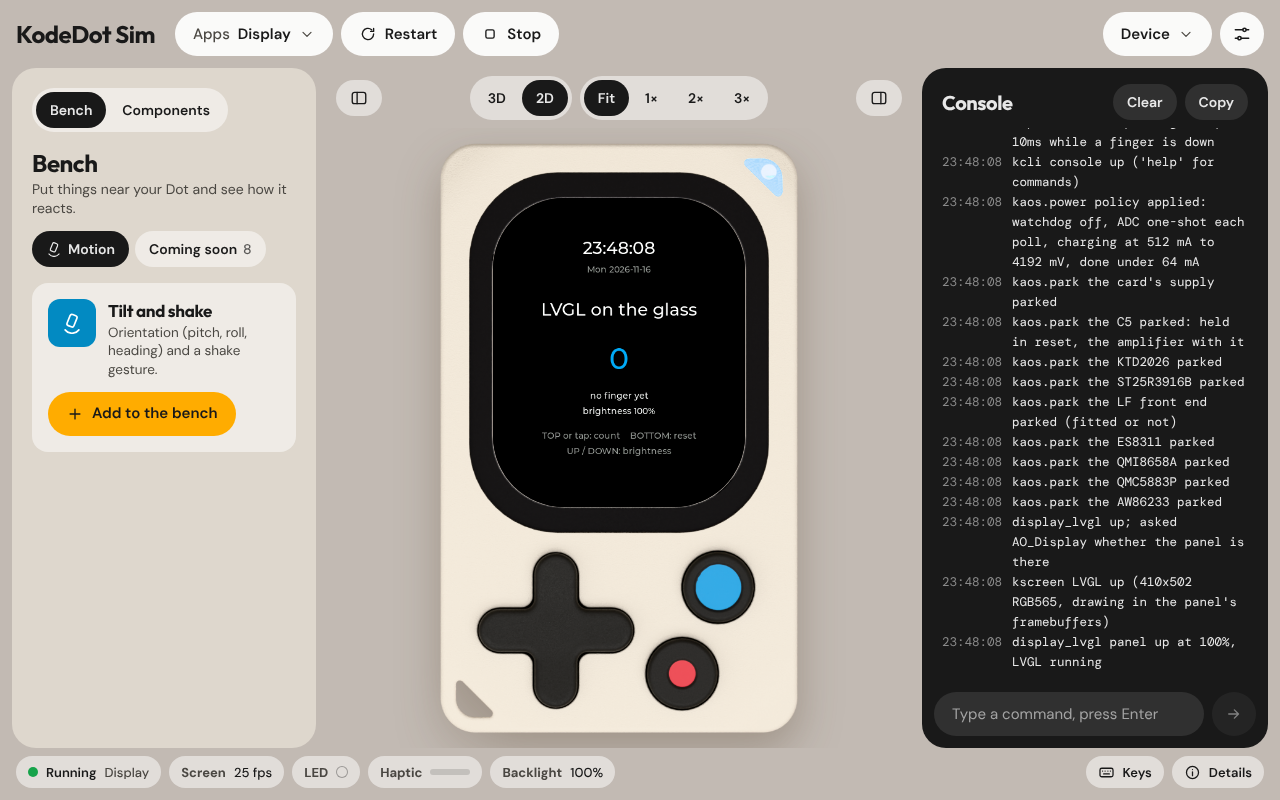 KodeDot Sim
Apps Display
Restart
Stop
Device
Bench
Components
Bench
Put things near your Dot and see how it
reacts.
Motion
Coming soon 8
Tilt and shake
Orientation (pitch, roll,
heading) and a shake
gesture.
Add to the bench
3D
2D
Fit
1×
2×
3×
23:48:08
Mon 2026-11-16
LVGL on the glass
0
no finger yet
brightness 100%
TOP or tap: count BOTTOM: reset
UP / DOWN: brightness
Console
Clear
Copy
10ms while a finger is down
23:48:08 kcli console up ('help' for
commands)
23:48:08 kaos.power policy applied:
watchdog off, ADC one-shot each
poll, charging at 512 mA to
4192 mV, done under 64 mA
23:48:08 kaos.park the card's supply
parked
23:48:08 kaos.park the C5 parked: held
in reset, the amplifier with it
23:48:08 kaos.park the KTD2026 parked
23:48:08 kaos.park the ST25R3916B parked
23:48:08 kaos.park the LF front end
parked (fitted or not)
23:48:08 kaos.park the ES8311 parked
23:48:08 kaos.park the QMI8658A parked
23:48:08 kaos.park the QMC5883P parked
23:48:08 kaos.park the AW86233 parked
23:48:08 display_lvgl up; asked
AO_Display whether the panel is
there
23:48:08 kscreen LVGL up (410x502
RGB565, drawing in the panel's
framebuffers)
23:48:08 display_lvgl panel up at 100%,
LVGL running
Type a command, press Enter
Running Display
Screen 25 fps
LED
Haptic
Backlight 100%
Keys
Details